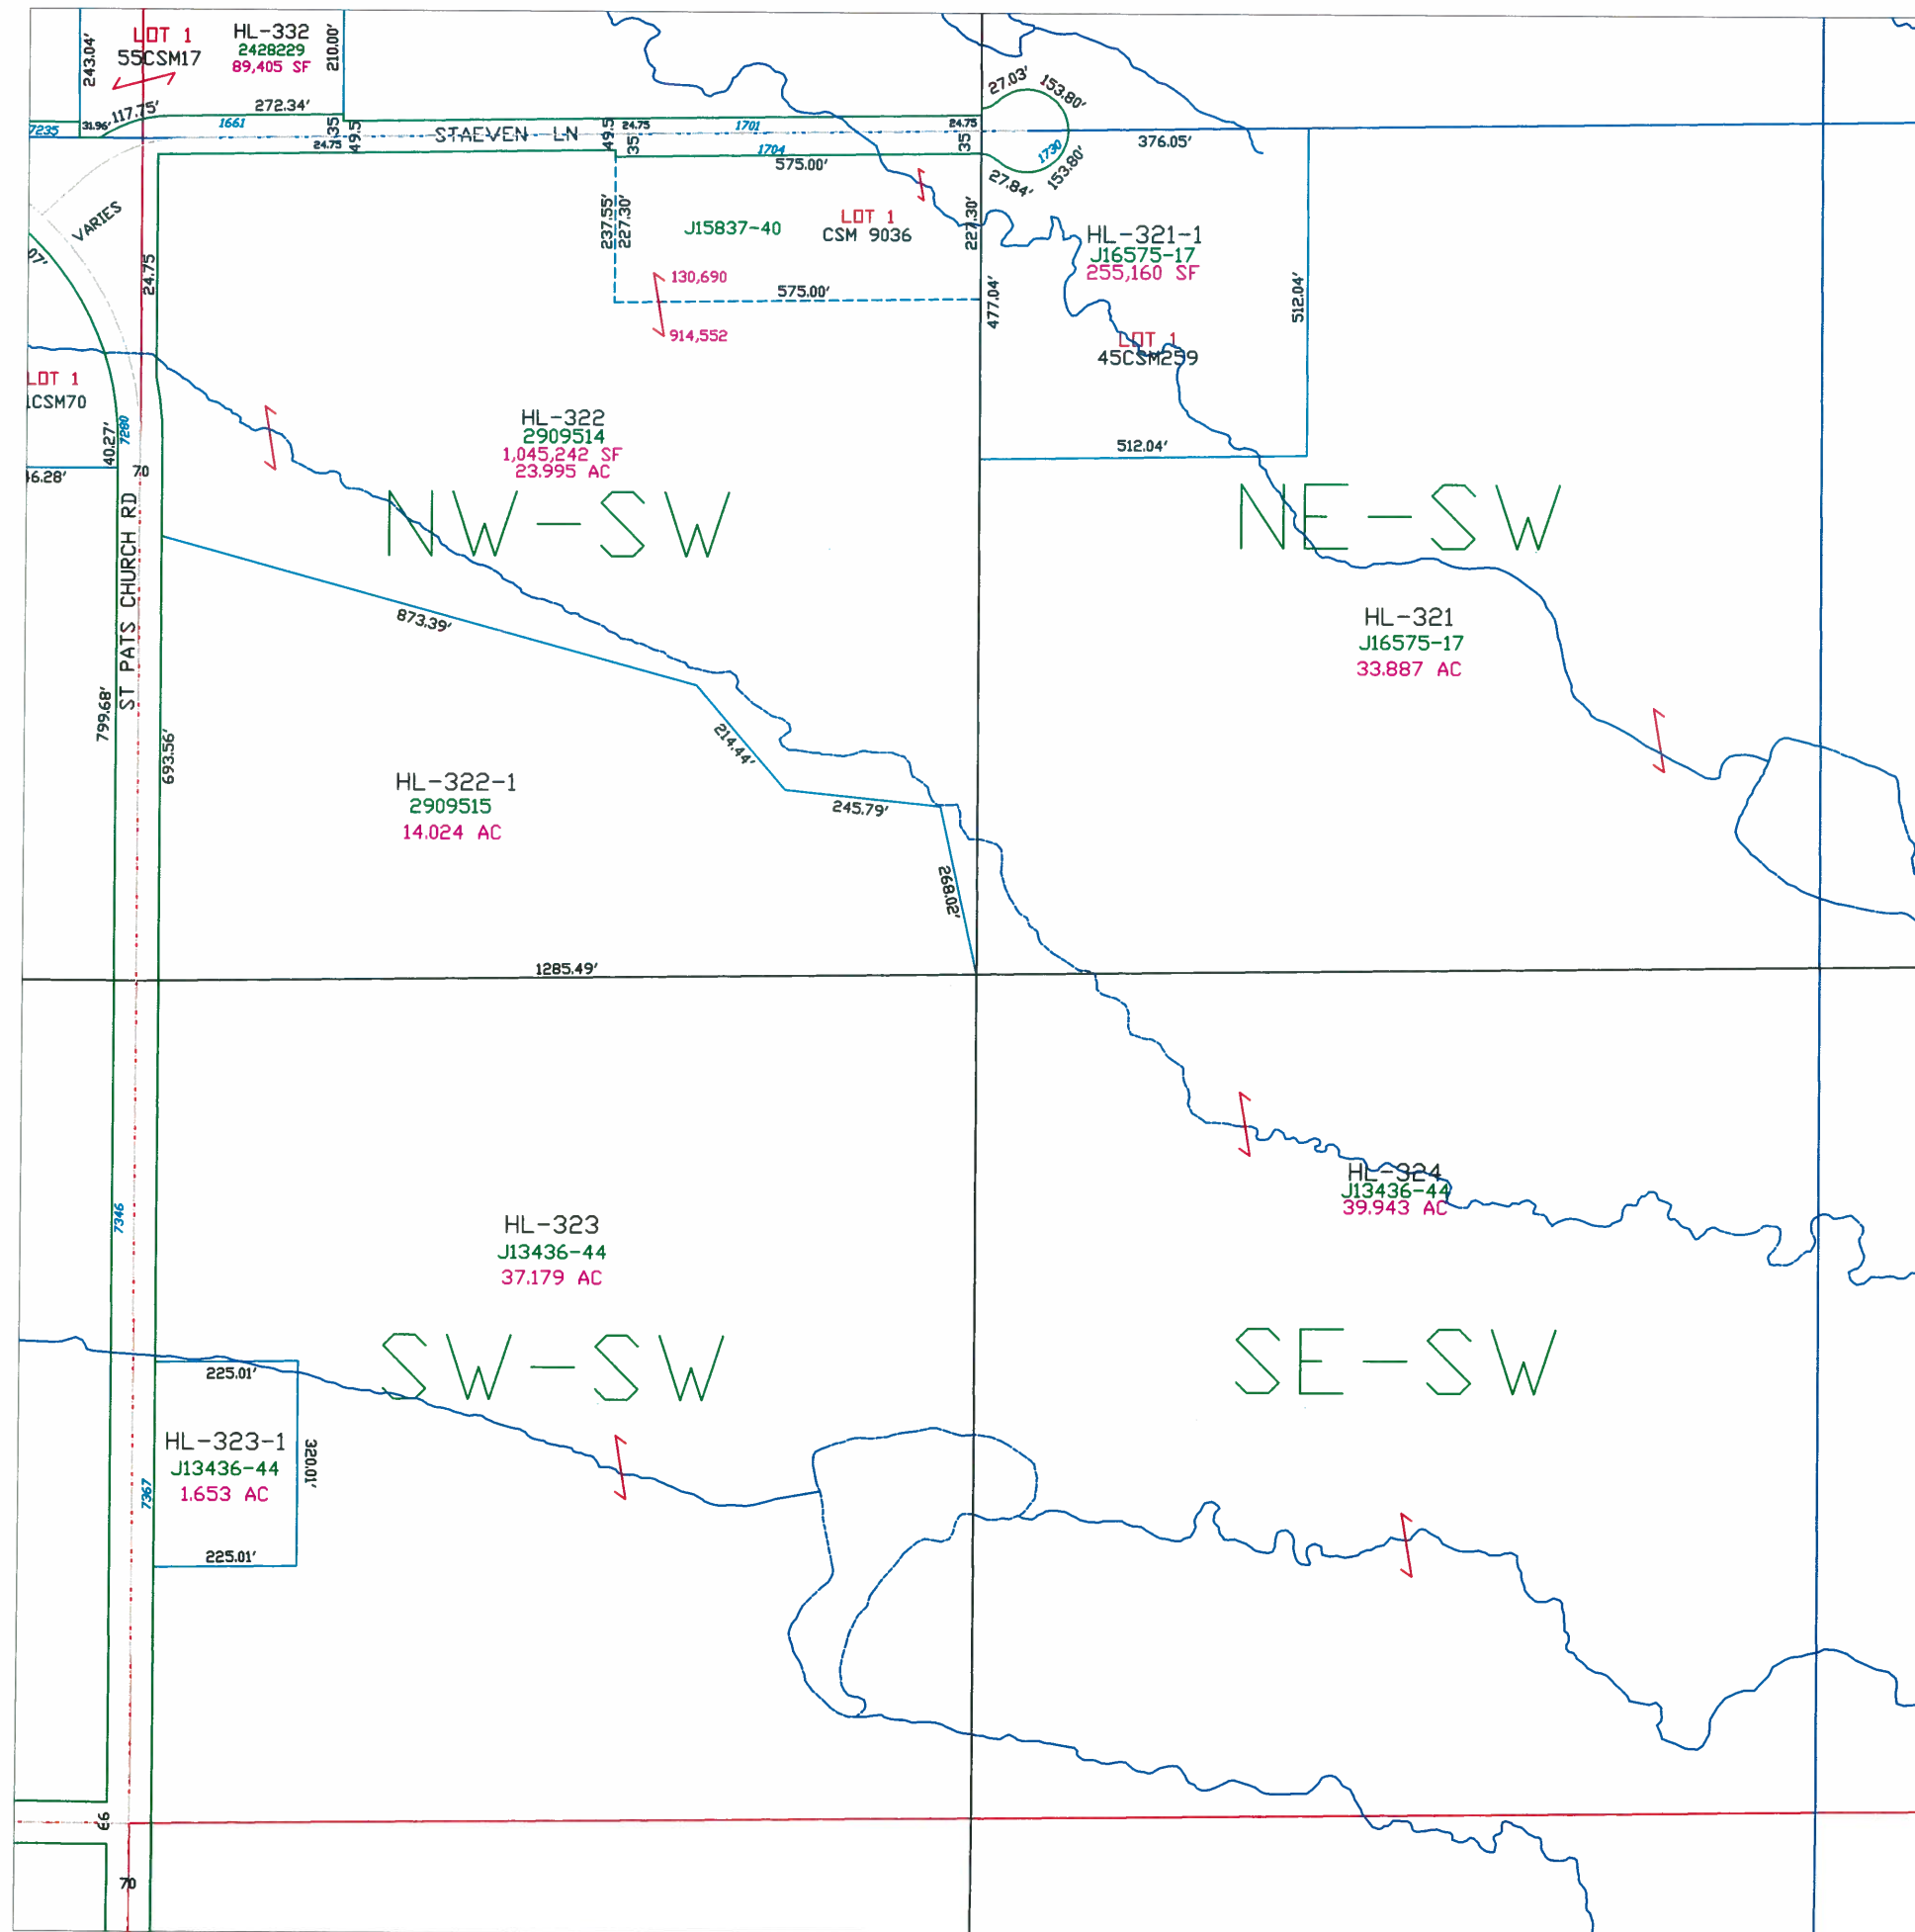 LOT 1
55CSM17
HL-332
2428229
89,405 SF
243.04'
210.00'
117.75'
272.34'
31.96'
7235
1661
24.75
35
49.5
STAEVEN LN
49.5
35
24.75
1701
1704
575.00'
24.75
35
27.03'
153.80'
1730
27.84'
153.80'
376.05'
VARIES
07'
24.75
237.55'
227.30'
J15837-40
LOT 1
CSM 9036
227.30'
130,690
575.00'
914,552
477.04'
HL-321-1
J16575-17
255,160 SF
512.04'
LOT 1
45CSM259
512.04'
LOT 1
1CSM70
40.27'
7280
46.28'
70
HL-322
2909514
1,045,242 SF
23.995 AC
NW-SW
NE-SW
ST PATS CHURCH RD
799.68'
693.56'
873.39'
214.44'
245.79'
268.02'
HL-321
J16575-17
33.887 AC
HL-322-1
2909515
14.024 AC
1285.49'
7346
HL-323
J13436-44
37.179 AC
HL-324
J13436-44
39.943 AC
SW-SW
SE-SW
225.01'
HL-323-1
J13436-44
1.653 AC
320.01'
7367
225.01'
66
70